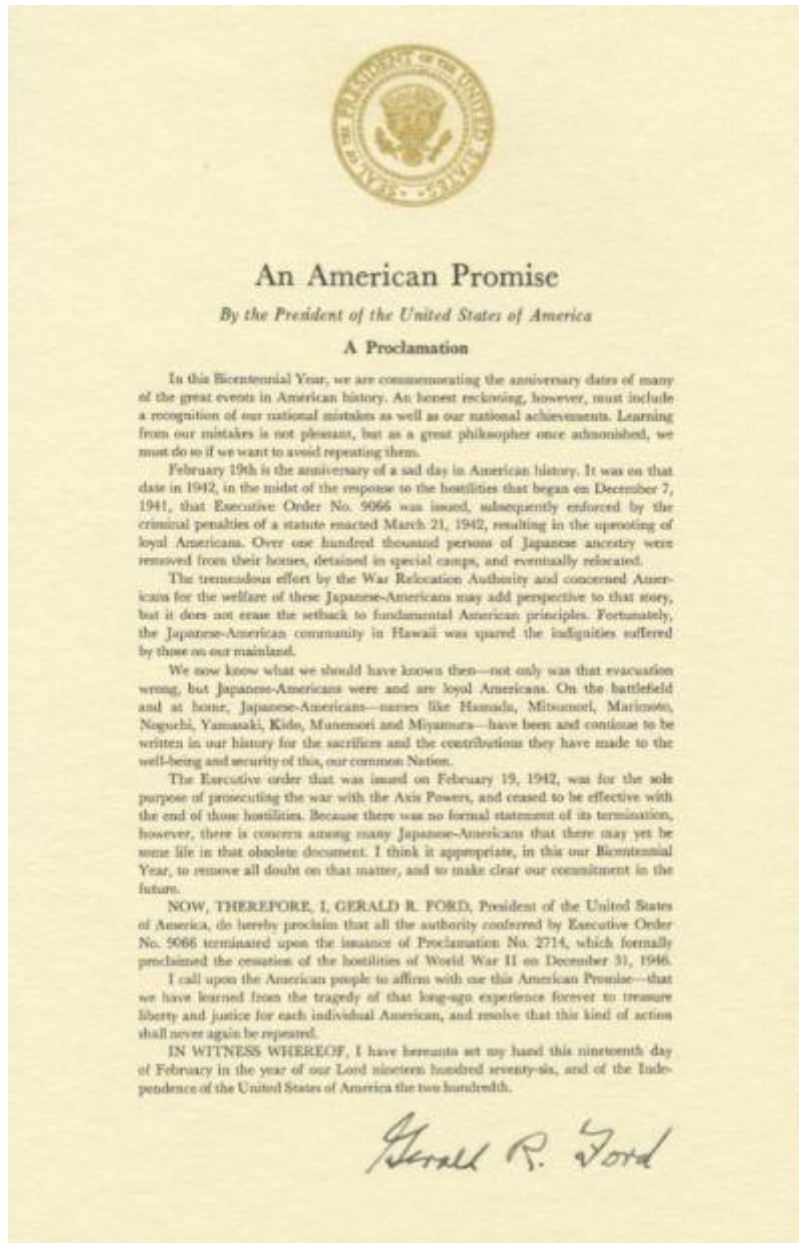 SEAL OF THE PRESIDENT OF THE UNITED STATES
An American Promise
By the President of the United States of America
A Proclamation
In this Bicentennial Year, we are commemorating the anniversary dates of many
of the great events in American history. An honest reckoning, however, must include
a recognition of our national mistakes as well as our national achievements. Learning
from our mistakes is not pleasant, but as a great philosopher once admonished, we
must do so if we want to avoid repeating them.
February 19th is the anniversary of a sad day in American history. It was on that
date in 1942, in the midst of the response to the hostilities that began on December 7,
1941, that Executive Order No. 9066 was issued, subsequently enforced by the
criminal penalties of a statute enacted March 21, 1942, resulting in the uprooting of
loyal Americans. Over one hundred thousand persons of Japanese ancestry were
removed from their homes, detained in special camps, and eventually relocated.
The tremendous effort by the War Relocation Authority and concerned Amer-
icans for the welfare of these Japanese-Americans may add perspective to that story,
but it does not erase the setback to fundamental American principles. Fortunately,
the Japanese-American community in Hawaii was spared the indignities suffered
by those on our mainland.
We now know what we should have known then—not only was that evacuation
wrong, but Japanese-Americans were and are loyal Americans. On the battlefield
and at home, Japanese-Americans—names like Hamada, Mitsumori, Marimoto,
Noguchi, Yamasaki, Kido, Munemori and Miyamura—have been and continue to be
written in our history for the sacrifices and the contributions they have made to the
well-being and security of this, our common Nation.
The Executive order that was issued on February 19, 1942, was for the sole
purpose of prosecuting the war with the Axis Powers, and ceased to be effective with
the end of those hostilities. Because there was no formal statement of its termination,
however, there is concern among many Japanese-Americans that there may yet be
some life in that obsolete document. I think it appropriate, in this our Bicentennial
Year, to remove all doubt on that matter, and to make clear our commitment in the
future.
NOW, THEREFORE, I, GERALD R. FORD, President of the United States
of America, do hereby proclaim that all the authority conferred by Executive Order
No. 9066 terminated upon the issuance of Proclamation No. 2714, which formally
proclaimed the cessation of the hostilities of World War II on December 31, 1946.
I call upon the American people to affirm with me this American Promise—that
we have learned from the tragedy of that long-ago experience forever to treasure
liberty and justice for each individual American, and resolve that this kind of action
shall never again be repeated.
IN WITNESS WHEREOF, I have hereunto set my hand this nineteenth day
of February in the year of our Lord nineteen hundred seventy-six, and of the Inde-
pendence of the United States of America the two hundredth.
Gerald R. Ford